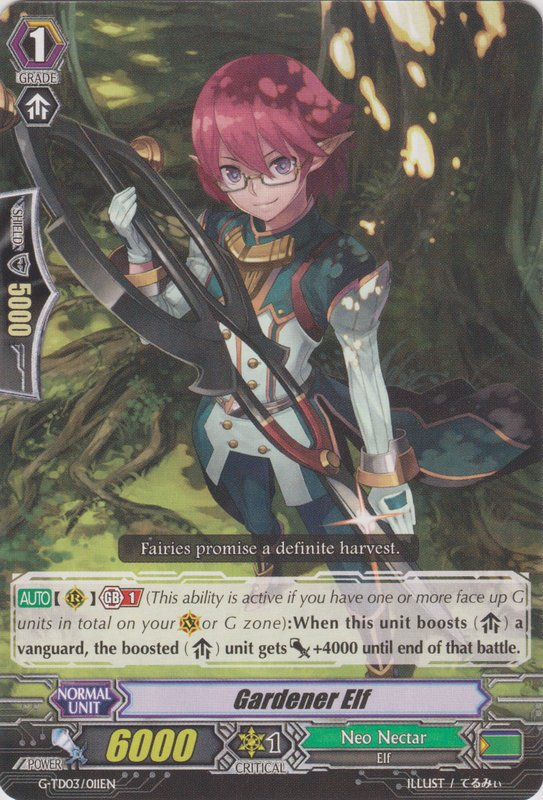 1
GRADE
SHIELD
5000
Fairies promise a definite harvest.
AUTO【R】GB 1 (This ability is active if you have one or more face up G
units in total on your V or G zone):When this unit boosts ( ) a
vanguard, the boosted ( ) unit gets +4000 until end of that battle.
NORMAL
UNIT
Gardener Elf
POWER
6000
1
CRITICAL
Neo Nectar
Elf
G-TD03/011EN
ILLUST / てるみぃ